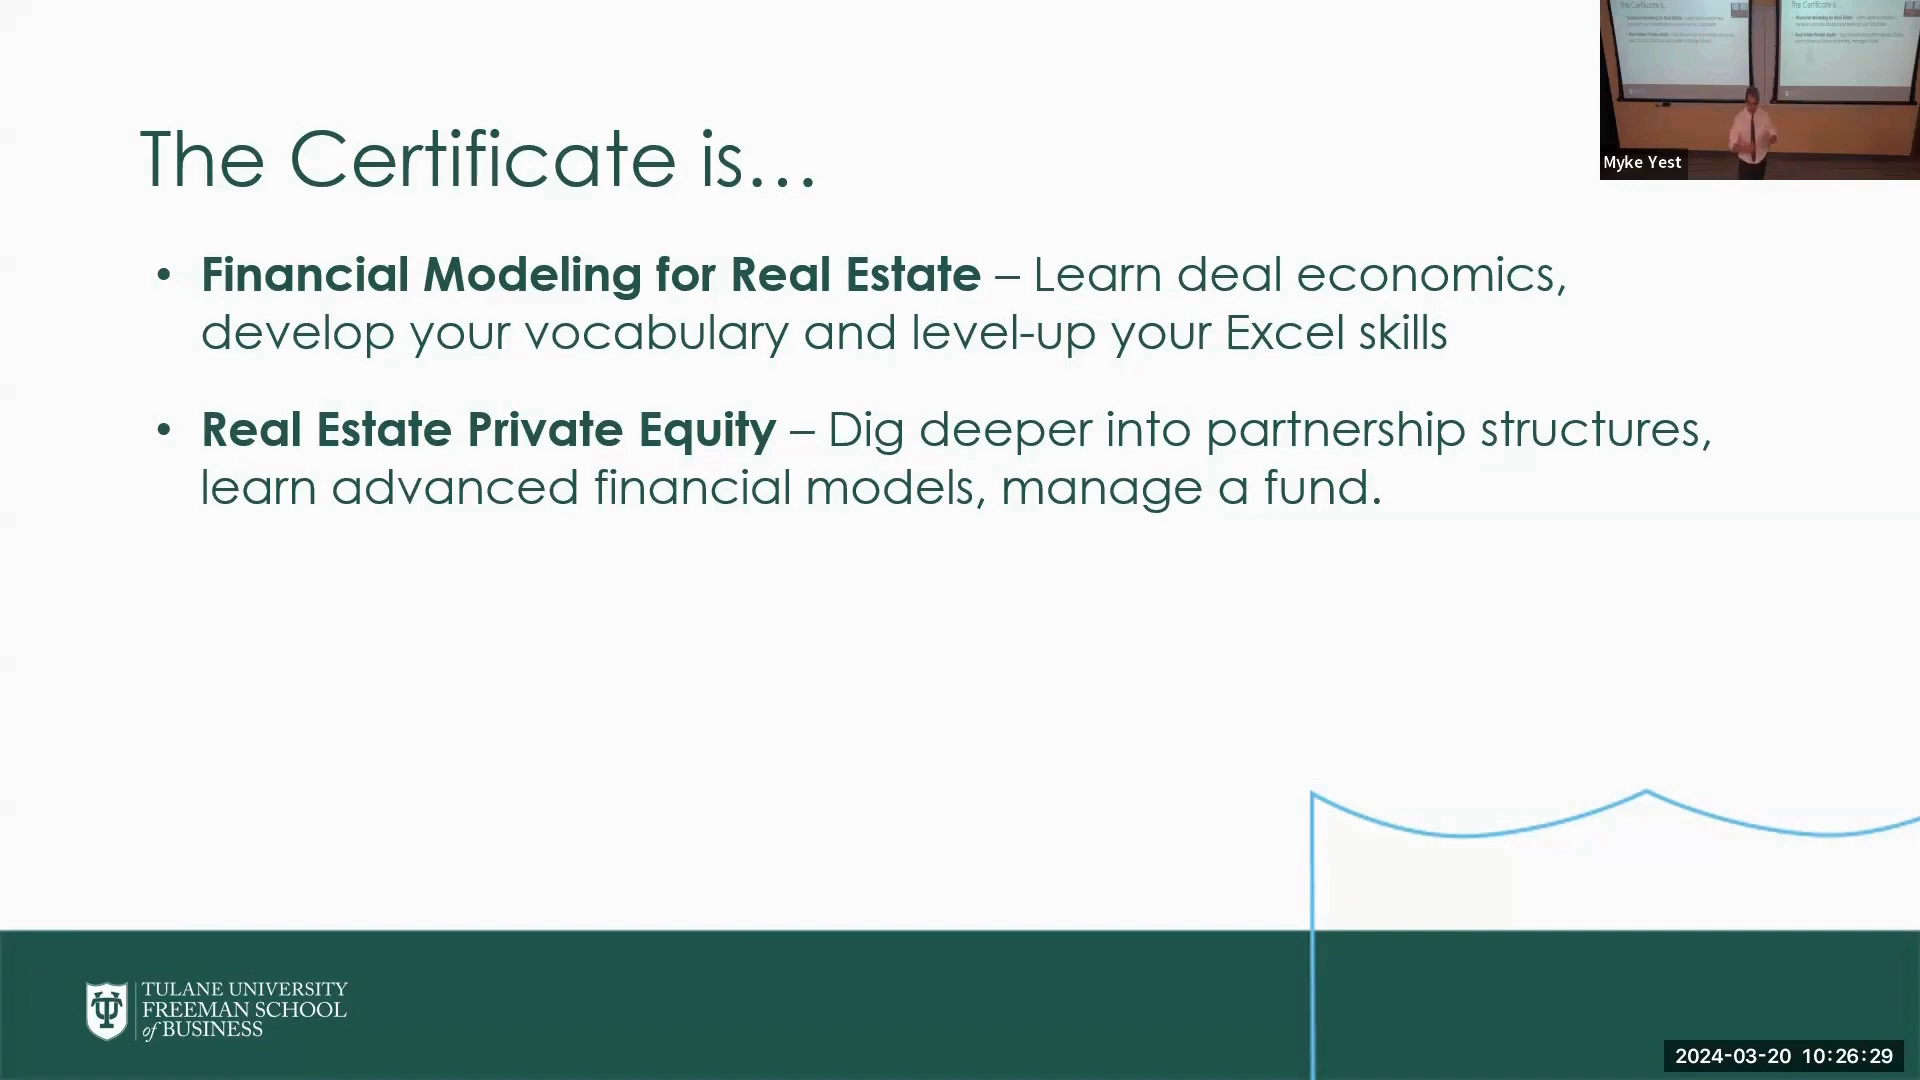 The Certificate is...
• Financial Modeling for Real Estate – Learn deal economics,
develop your vocabulary and level-up your Excel skills
• Real Estate Private Equity – Dig deeper into partnership structures,
learn advanced financial models, manage a fund.
Myke Yest
TULANE UNIVERSITY
FREEMAN SCHOOL
of BUSINESS
2024-03-20 10:26:29